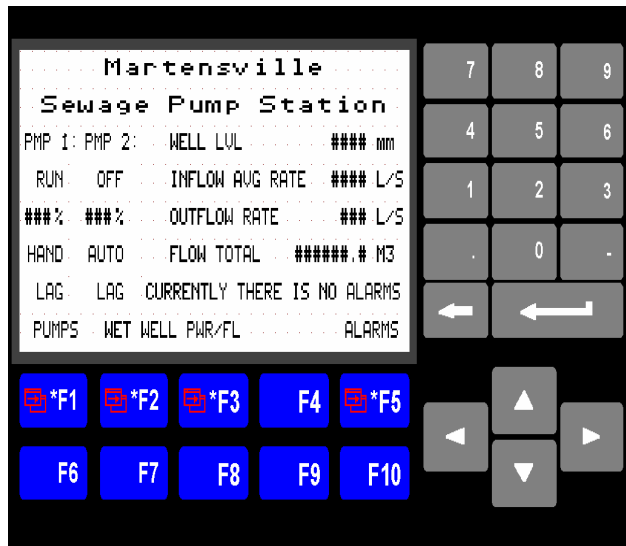 Martensville
Sewage Pump Station
PMP 1: PMP 2: WELL LVL #### mm
RUN OFF INFLOW AVG RATE #### L/S
###% ###% OUTFLOW RATE ### L/S
HAND AUTO FLOW TOTAL ######.# M3
LAG LAG CURRENTLY THERE IS NO ALARMS
PUMPS WET WELL PWR/FL ALARMS
*F1 *F2 *F3 F4 *F5
F6 F7 F8 F9 F10
7 8 9
4 5 6
1 2 3
. 0 -